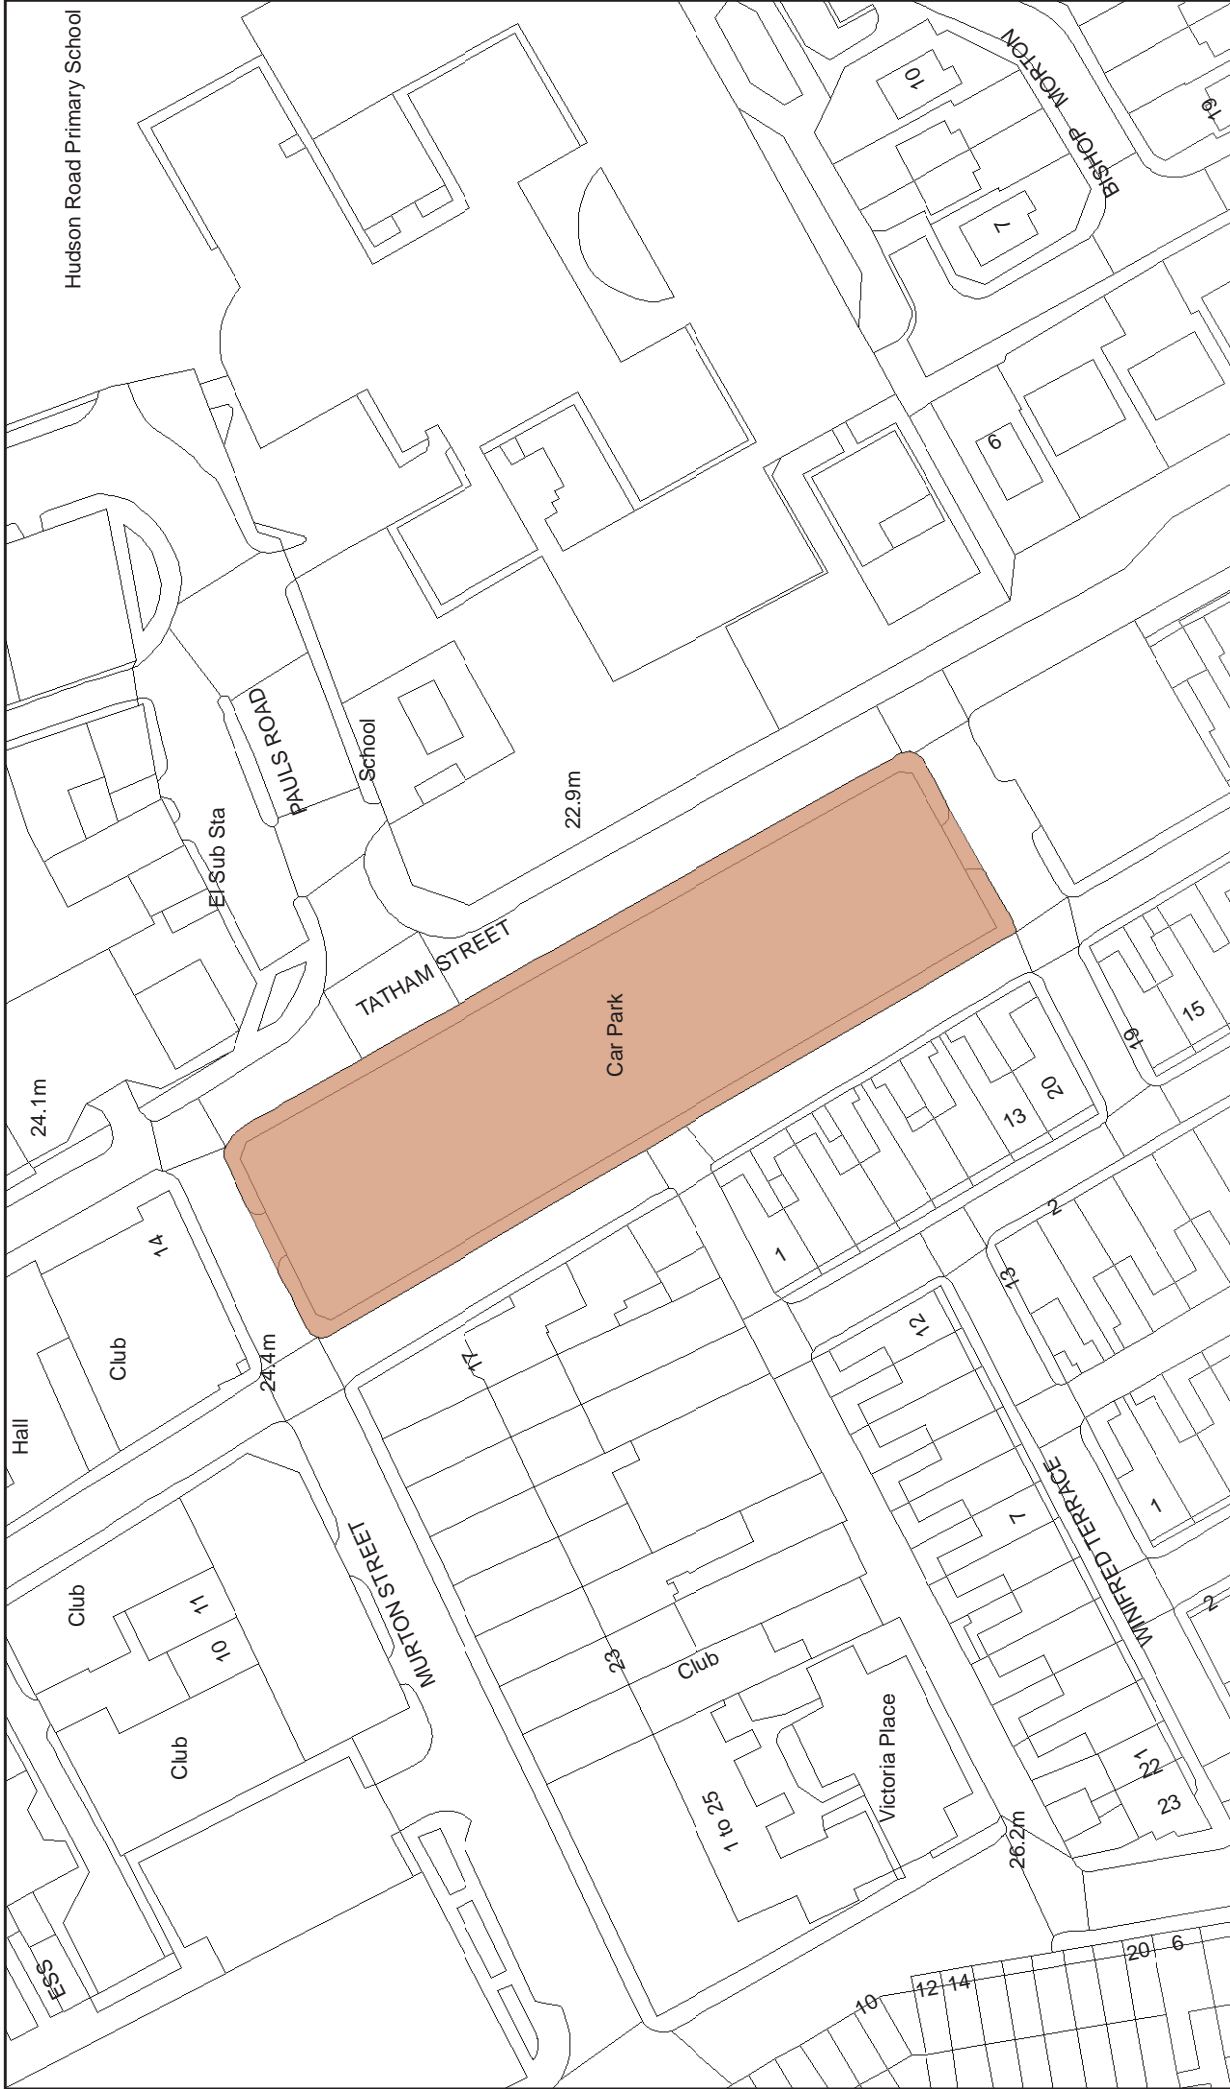 Hudson Road Primary School
10
BISHOP MORTON
19
7
6
PAULS ROAD
School
El Sub Sta
22.9m
TATHAM STREET
Car Park
24.1m
14
Club
24.4m
Hall
19
15
20
13
1
2
13
12
17
7
1
WINIFRED TERRACE
2
MURTON STREET
Club
11
10
Club
23
Club
Victoria Place
1 to 25
26.2m
1
22
23
ESS
10
12
14
20
6